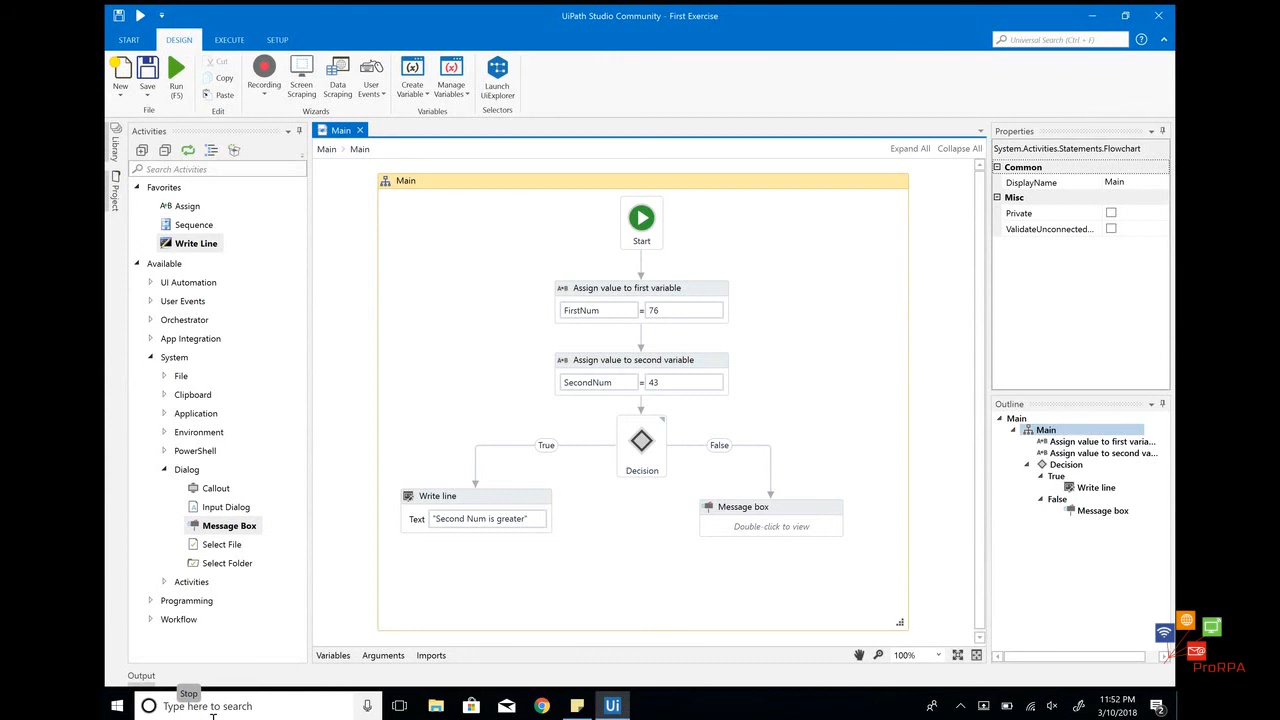 UiPath Studio Community - First Exercise
START DESIGN EXECUTE SETUP
Universal Search (Ctrl + F)
New
Save
Run
(F5)
Cut
Copy
Paste
Recording
Screen
Scraping
Data
Scraping
User
Events
Create
Variable
Manage
Variables
Launch
UiExplorer
File
Edit
Wizards
Variables
Selectors
Library
Project
Activities
Search Activities
Favorites
Assign
Sequence
Write Line
Available
UI Automation
User Events
Orchestrator
App Integration
System
File
Clipboard
Application
Environment
PowerShell
Dialog
Callout
Input Dialog
Message Box
Select File
Select Folder
Activities
Programming
Workflow
Main
Main Main
Expand All Collapse All
Main
Start
A+B Assign value to first variable
FirstNum = 76
A+B Assign value to second variable
SecondNum = 43
True
False
Decision
Write line
Text "Second Num is greater"
Message box
Double-click to view
Variables Arguments Imports
100%
Properties
System.Activities.Statements.Flowchart
Common
DisplayName Main
Misc
Private
ValidateUnconnected...
Outline
Main
Main
A+B Assign value to first varia...
A+B Assign value to second va...
Decision
True
Write line
False
Message box
ProRPA
Output
Stop
Type here to search
Ui
11:52 PM
3/10/2018
2